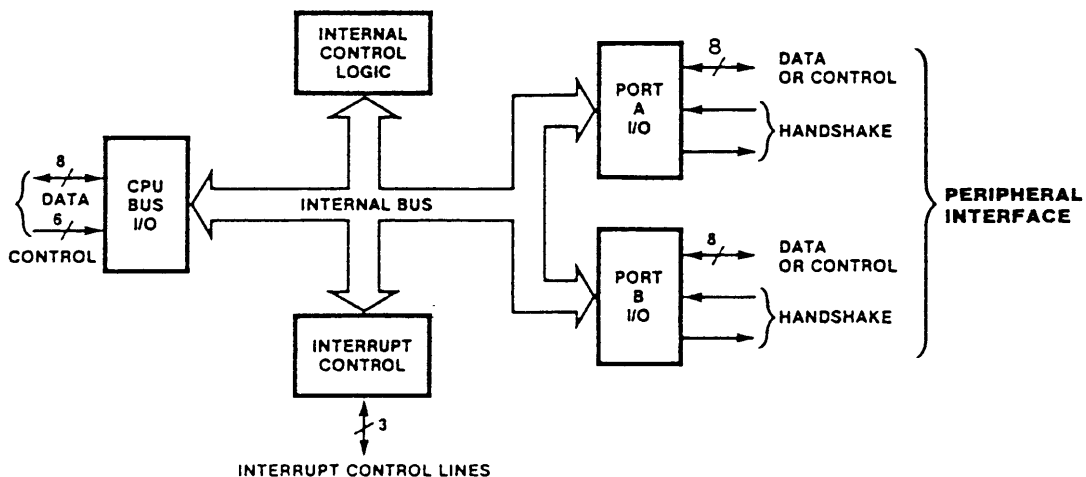 INTERNAL
CONTROL
LOGIC
8
DATA
6
CONTROL
CPU
BUS
I/O
INTERNAL BUS
INTERRUPT
CONTROL
3
INTERRUPT CONTROL LINES
PORT
A
I/O
8
DATA
OR CONTROL
HANDSHAKE
PORT
B
I/O
8
DATA
OR CONTROL
HANDSHAKE
PERIPHERAL
INTERFACE